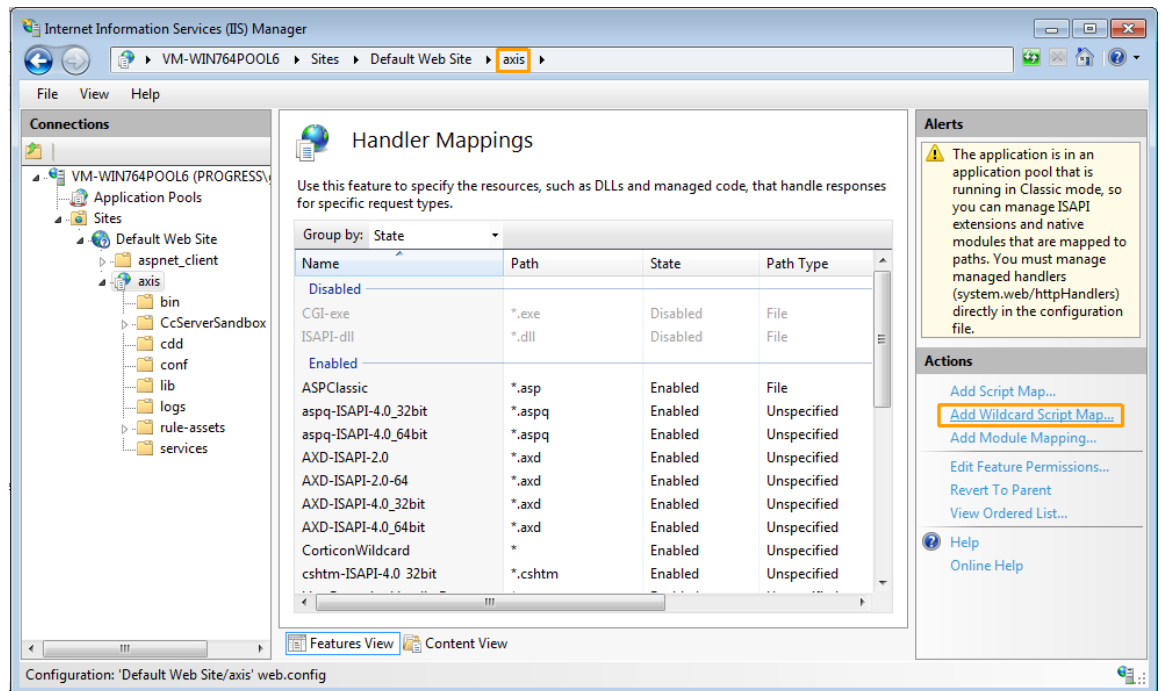 Internet Information Services (IIS) Manager
VM-WIN764POOL6 Sites Default Web Site axis
File View Help
Connections
VM-WIN764POOL6 (PROGRESS\
Application Pools
Sites
Default Web Site
aspnet_client
axis
bin
CcServerSandbox
cdd
conf
lib
logs
rule-assets
services
Handler Mappings
Use this feature to specify the resources, such as DLLs and managed code, that handle responses
for specific request types.
Group by: State
Name Path State Path Type
Disabled
CGI-exe *.exe Disabled File
ISAPI-dll *.dll Disabled File
Enabled
ASPClassic *.asp Enabled File
aspq-ISAPI-4.0_32bit *.aspq Enabled Unspecified
aspq-ISAPI-4.0_64bit *.aspq Enabled Unspecified
AXD-ISAPI-2.0 *.axd Enabled Unspecified
AXD-ISAPI-2.0-64 *.axd Enabled Unspecified
AXD-ISAPI-4.0_32bit *.axd Enabled Unspecified
AXD-ISAPI-4.0_64bit *.axd Enabled Unspecified
CorticonWildcard * Enabled Unspecified
cshtm-ISAPI-4.0_32bit *.cshtm Enabled Unspecified
Features View Content View
Alerts
The application is in an
application pool that is
running in Classic mode, so
you can manage ISAPI
extensions and native
modules that are mapped to
paths. You must manage
managed handlers
(system.web/httpHandlers)
directly in the configuration
file.
Actions
Add Script Map...
Add Wildcard Script Map...
Add Module Mapping...
Edit Feature Permissions...
Revert To Parent
View Ordered List...
Help
Online Help
Configuration: 'Default Web Site/axis' web.config